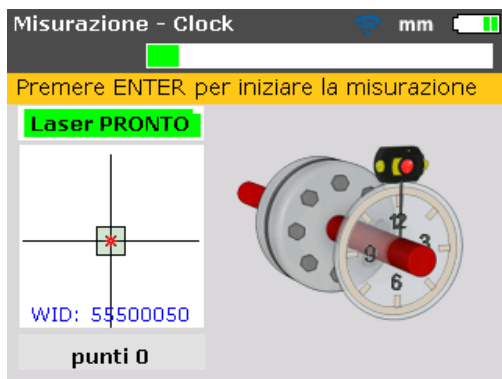 Misurazione - Clock mm
Premere ENTER per iniziare la misurazione
Laser PRONTO
12
3
9
6
WID: 55500050
punti 0